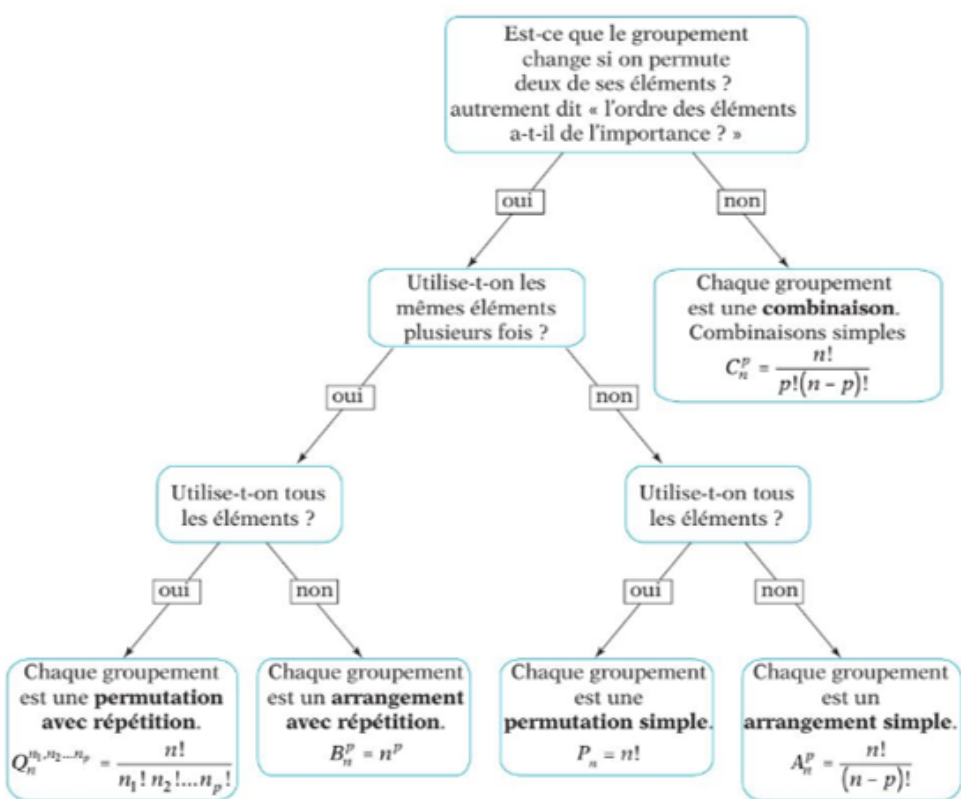 Est-ce que le groupement
change si on permute
deux de ses éléments ?
autrement dit « l'ordre des éléments
a-t-il de l'importance ? »
oui
non
Utilise-t-on les
mêmes éléments
plusieurs fois ?
Chaque groupement
est une combinaison.
Combinaisons simples
C_n^p = n! / p!(n – p)!
oui
non
Utilise-t-on tous
les éléments ?
Utilise-t-on tous
les éléments ?
oui
non
oui
non
Chaque groupement
est une permutation
avec répétition.
Q_n^{n_1,n_2...n_p} = n! / n_1! n_2!...n_p!
Chaque groupement
est un arrangement
avec répétition.
B_n^p = n^p
Chaque groupement
est une
permutation simple.
P_n = n!
Chaque groupement
est un
arrangement simple.
A_n^p = n! / (n – p)!